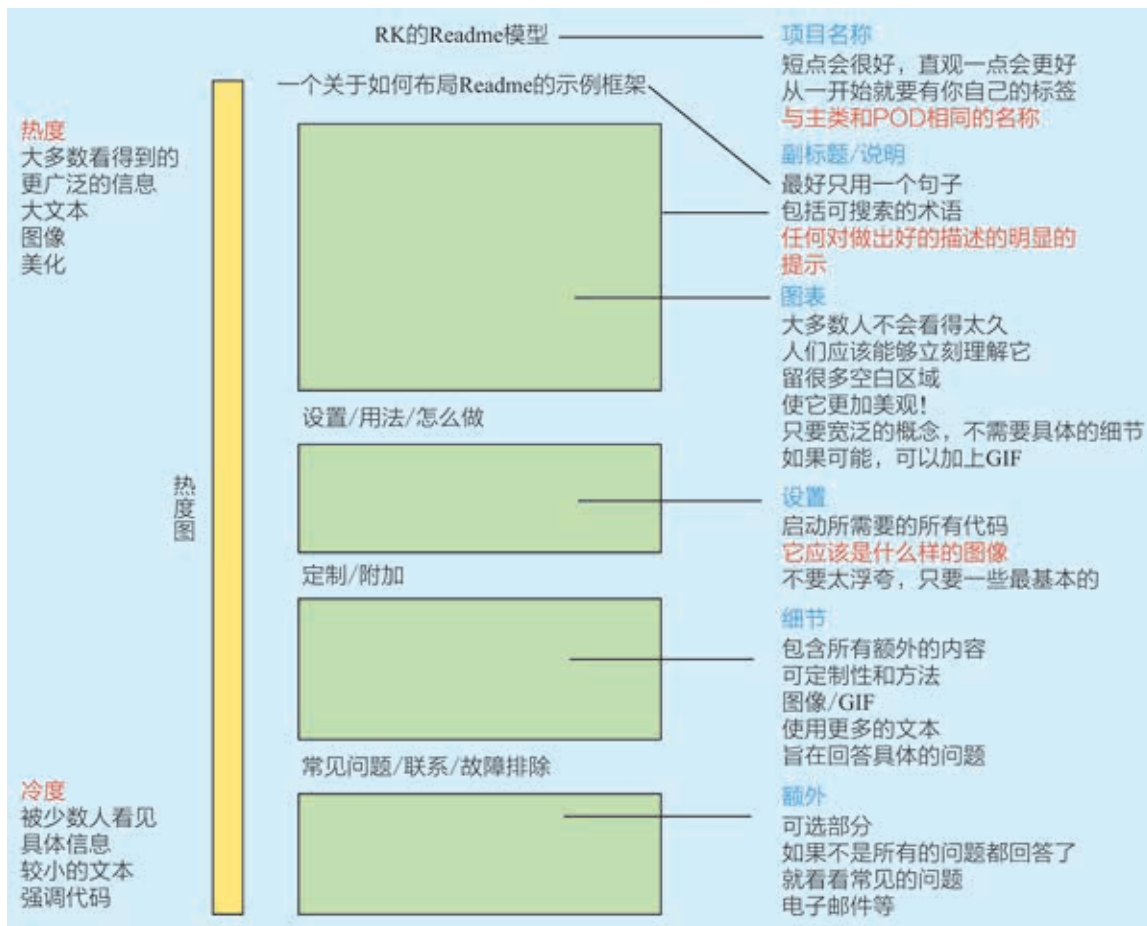 RK的Readme模型
一个关于如何布局Readme的示例框架
热度
大多数看得到的
更广泛的信息
大文本
图像
美化
热度图
冷度
被少数人看见
具体信息
较小的文本
强调代码
设置/用法/怎么做
定制/附加
常见问题/联系/故障排除
项目名称
短点会很好，直观一点会更好
从一开始就要有你自己的标签
与主类和POD相同的名称
副标题/说明
最好只用一个句子
包括可搜索的术语
任何对做出好的描述的明显的
提示
图表
大多数人不会看得太久
人们应该能够立刻理解它
留很多空白区域
使它更加美观！
只要宽泛的概念，不需要具体的细节
如果可能，可以加上GIF
设置
启动所需要的所有代码
它应该是什么样的图像
不要太浮夸，只要一些最基本的
细节
包含所有额外的内容
可定制性和方法
图像/GIF
使用更多的文本
旨在回答具体的问题
额外
可选部分
如果不是所有的问题都回答了
就看看常见的问题
电子邮件等